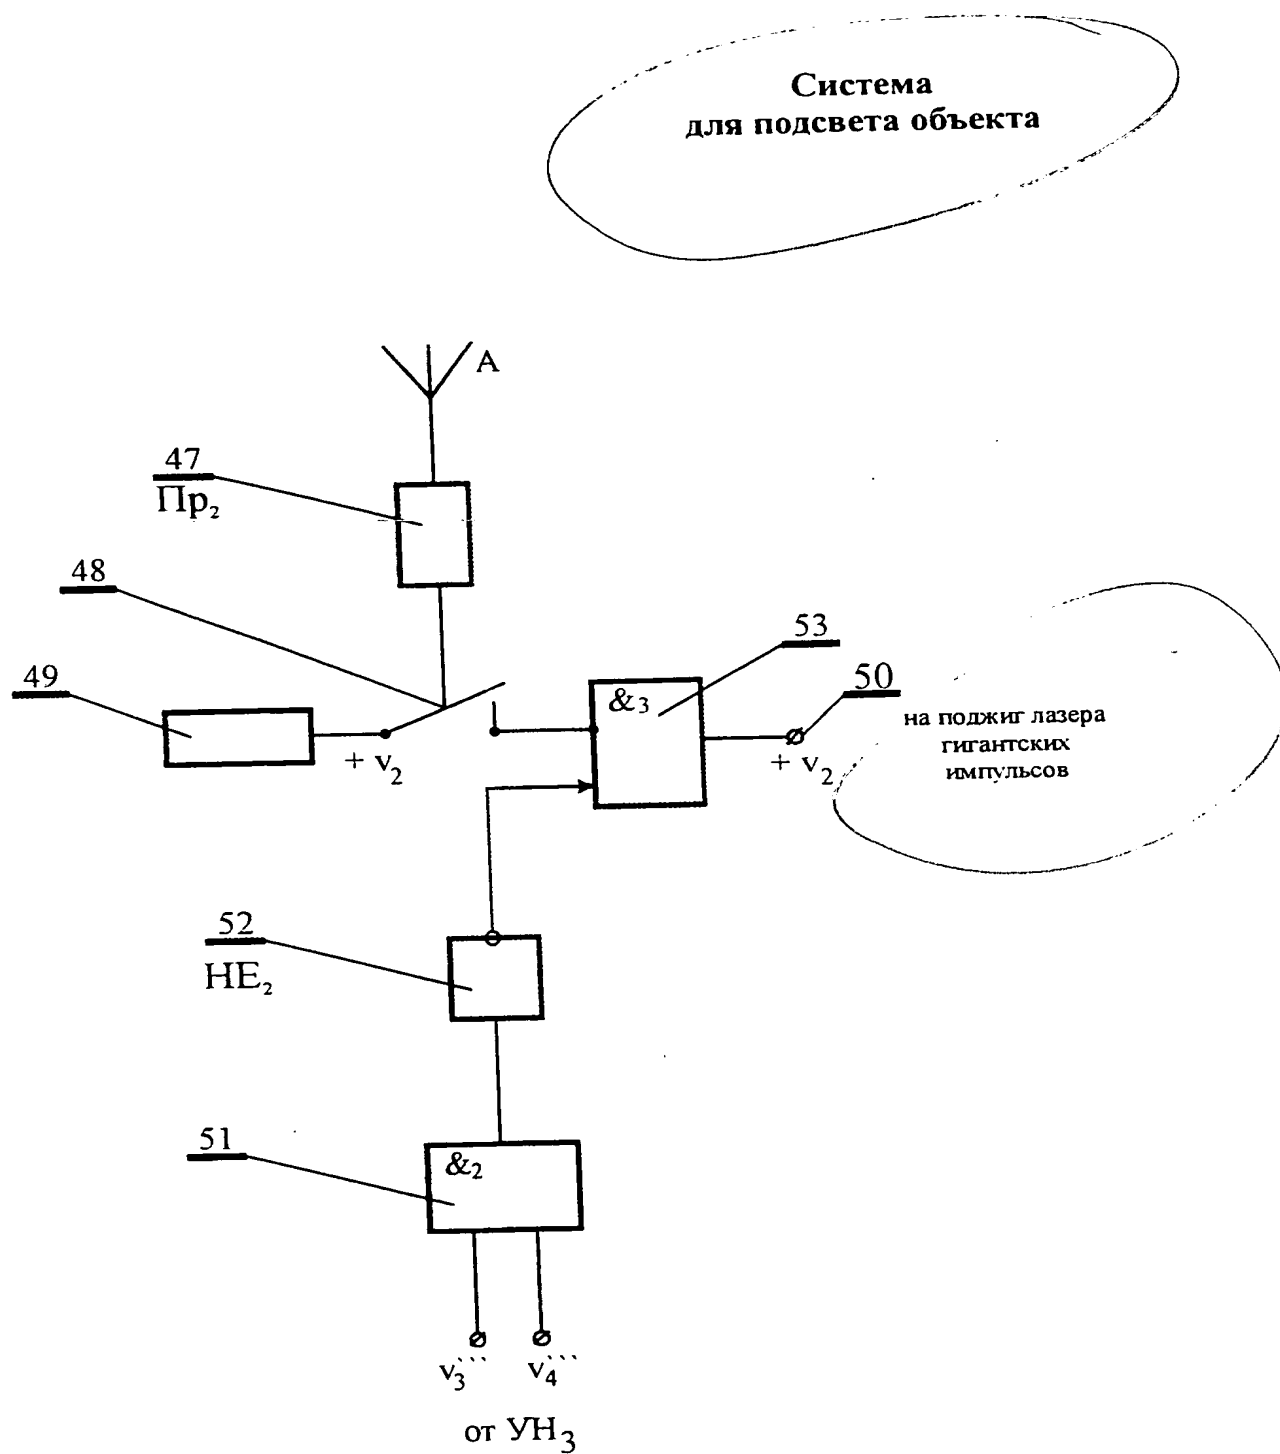 Система
для подсвета объекта
А
47
Пр₂
48
53
49
50
&₃
на поджиг лазера
гигантских
импульсов
+ v₂
+ v₂
52
НЕ₂
51
&₂
v₃```
v₄```
от УН₃